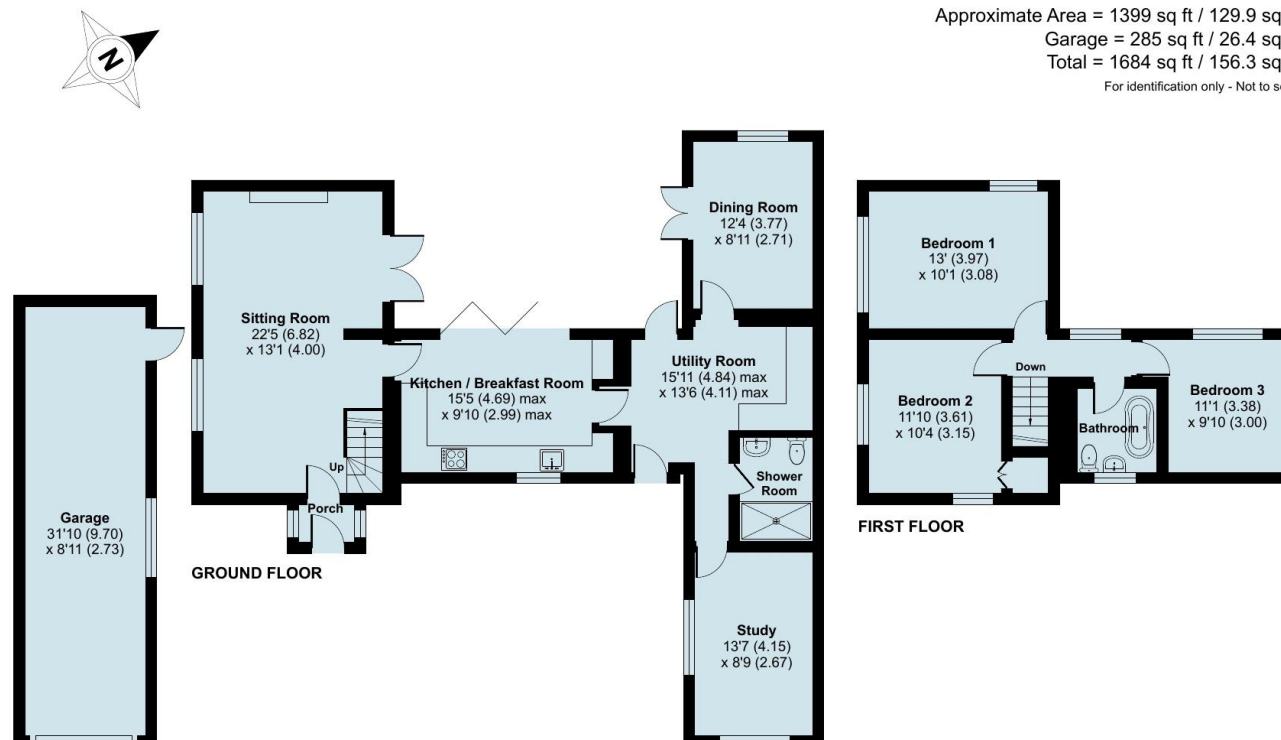 Approximate Area = 1399 sq ft / 129.9 sq
Garage = 285 sq ft / 26.4 sq
Total = 1684 sq ft / 156.3 sq
For identification only - Not to
N
Dining Room
12'4 (3.77)
x 8'11 (2.71)
Sitting Room
22'5 (6.82)
x 13'1 (4.00)
Kitchen / Breakfast Room
15'5 (4.69) max
x 9'10 (2.99) max
Utility Room
15'11 (4.84) max
x 13'6 (4.11) max
Up
Porch
Shower
Room
Garage
31'10 (9.70)
x 8'11 (2.73)
Study
13'7 (4.15)
x 8'9 (2.67)
GROUND FLOOR
Bedroom 1
13' (3.97)
x 10'1 (3.08)
Down
Bedroom 2
11'10 (3.61)
x 10'4 (3.15)
Bathroom
Bedroom 3
11'1 (3.38)
x 9'10 (3.00)
FIRST FLOOR